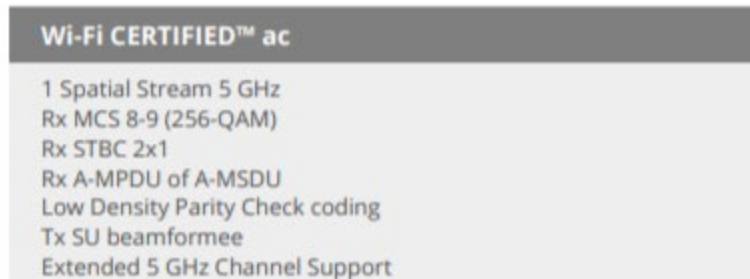 Wi-Fi CERTIFIED™ ac
1 Spatial Stream 5 GHz
Rx MCS 8-9 (256-QAM)
Rx STBC 2x1
Rx A-MPDU of A-MSDU
Low Density Parity Check coding
Tx SU beamformee
Extended 5 GHz Channel Support